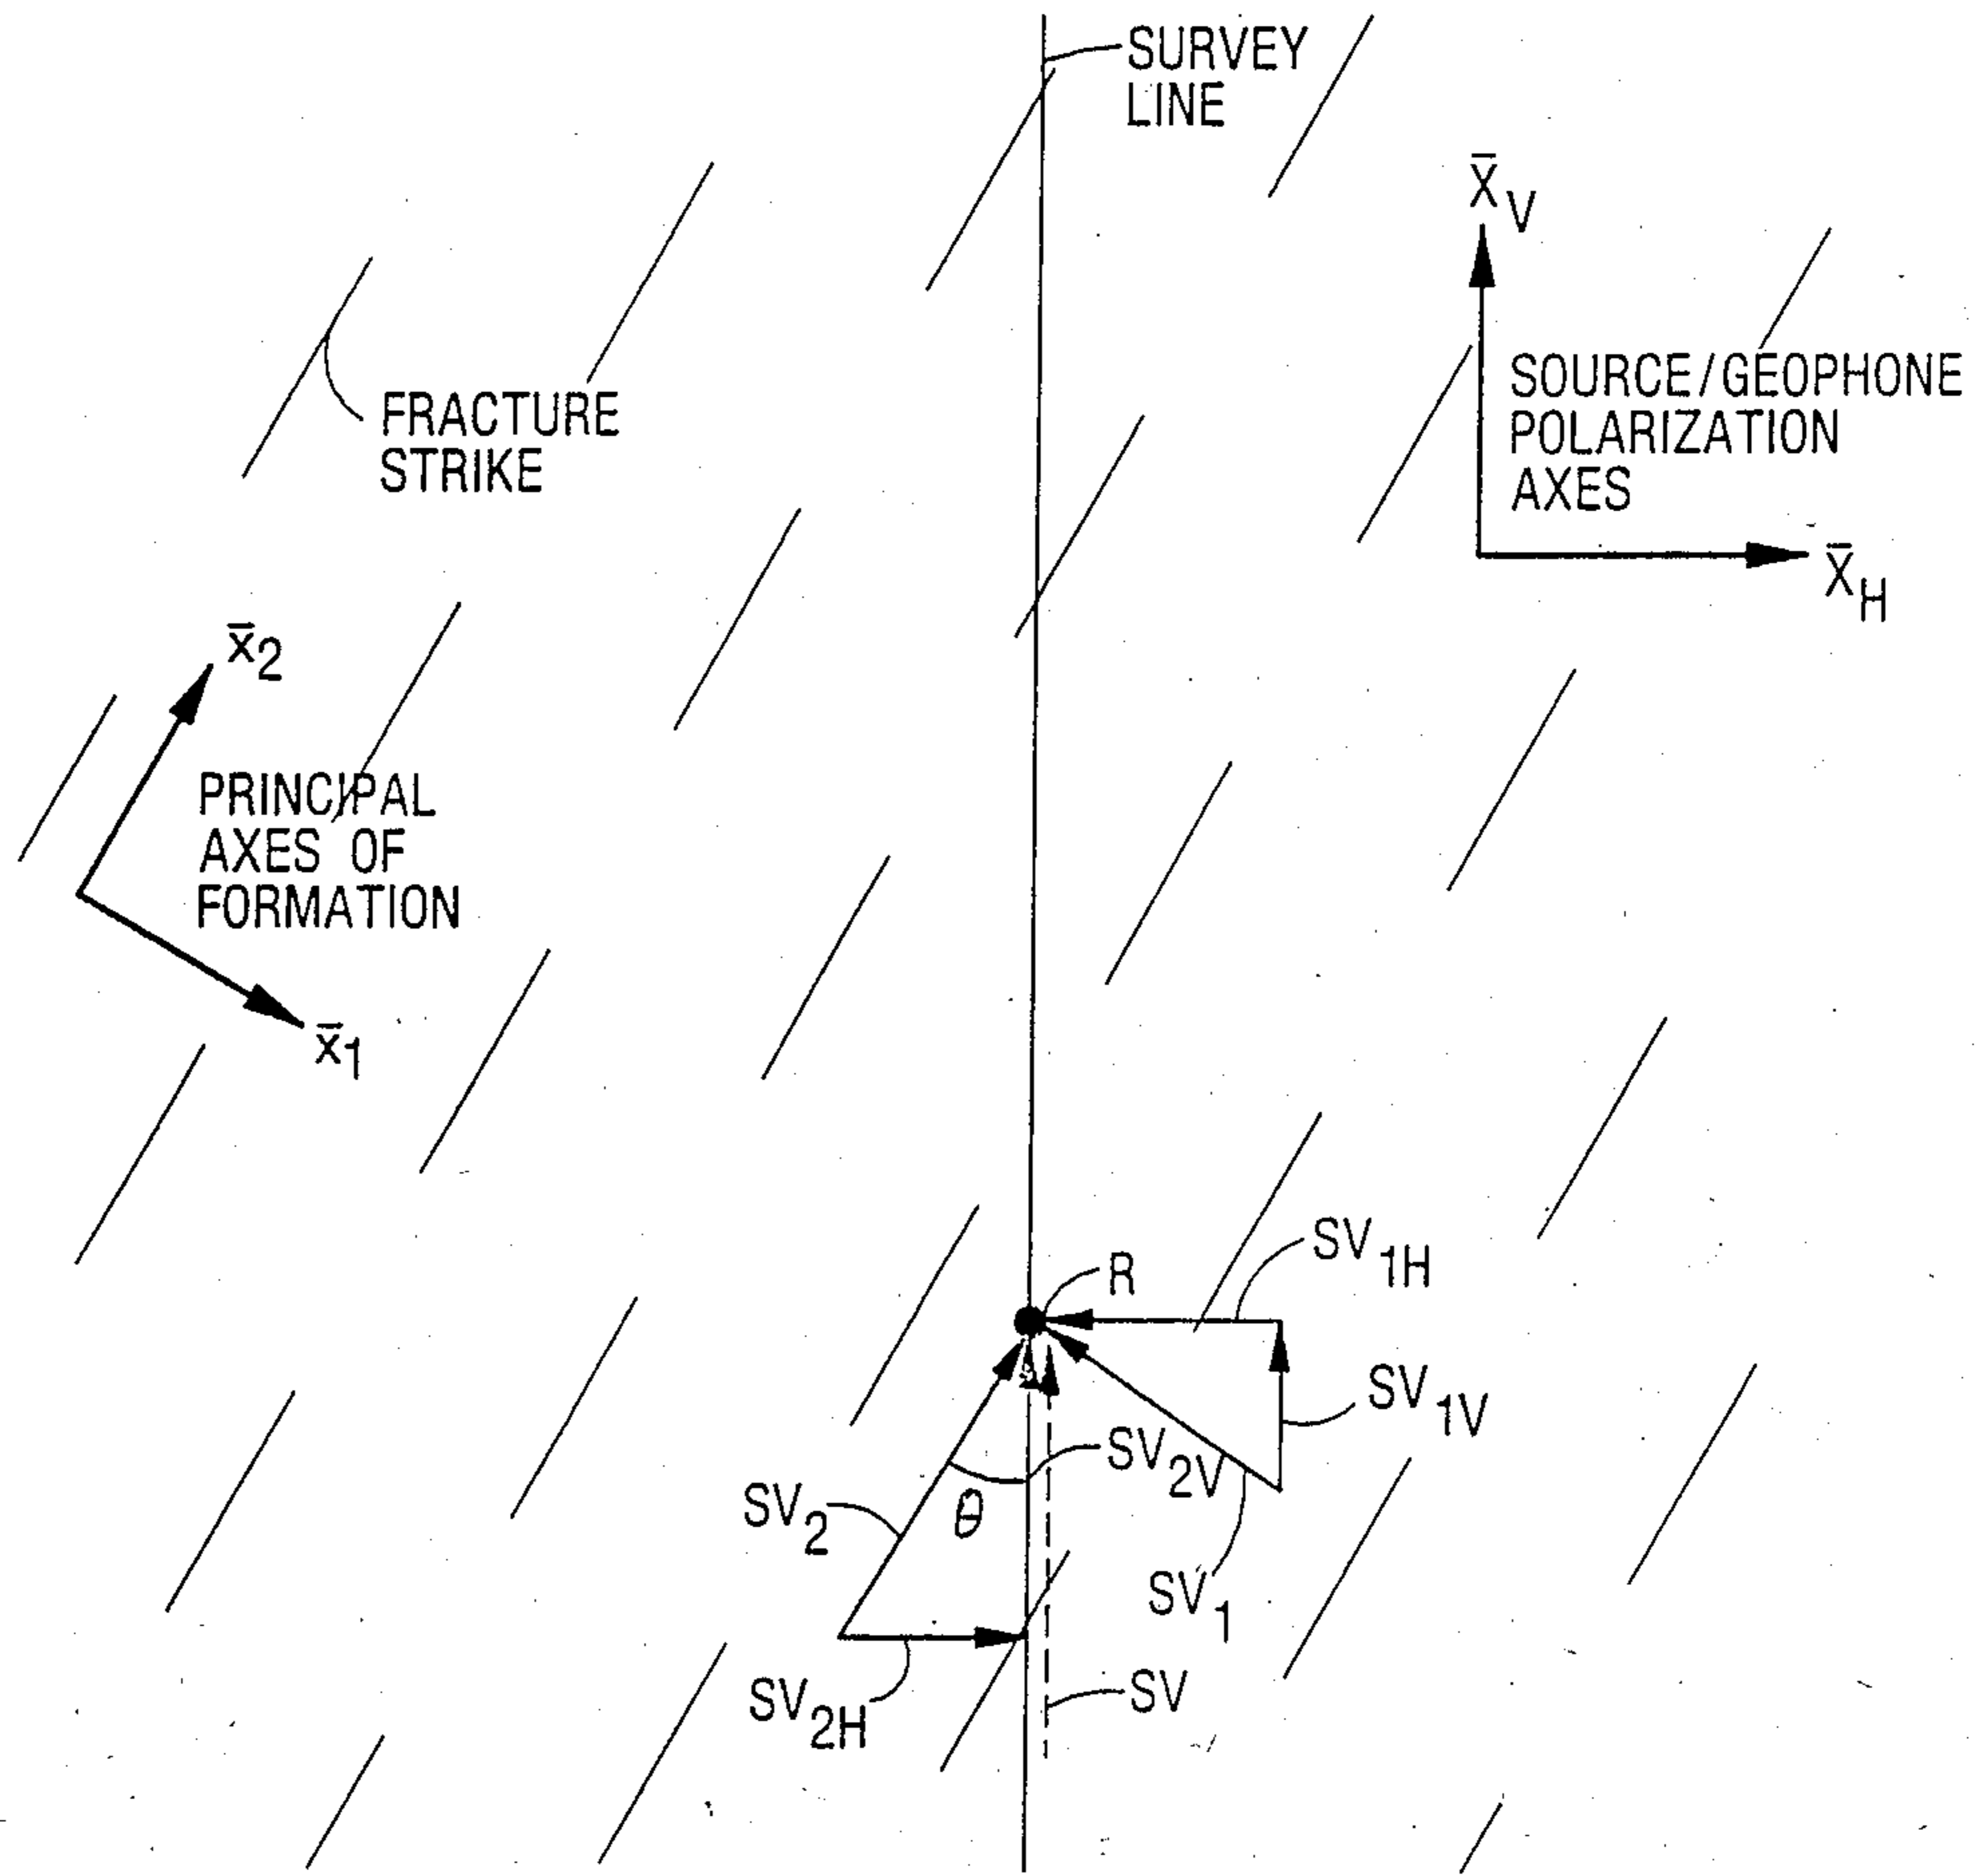 SURVEY
LINE
X̄V
SOURCE/GEOPHONE
POLARIZATION
AXES
X̄H
FRACTURE
STRIKE
x̄2
PRINCIPAL
AXES OF
FORMATION
x̄1
SV1H
R
SV1V
SV2V
SV2
θ
SV1
SV2H
SV